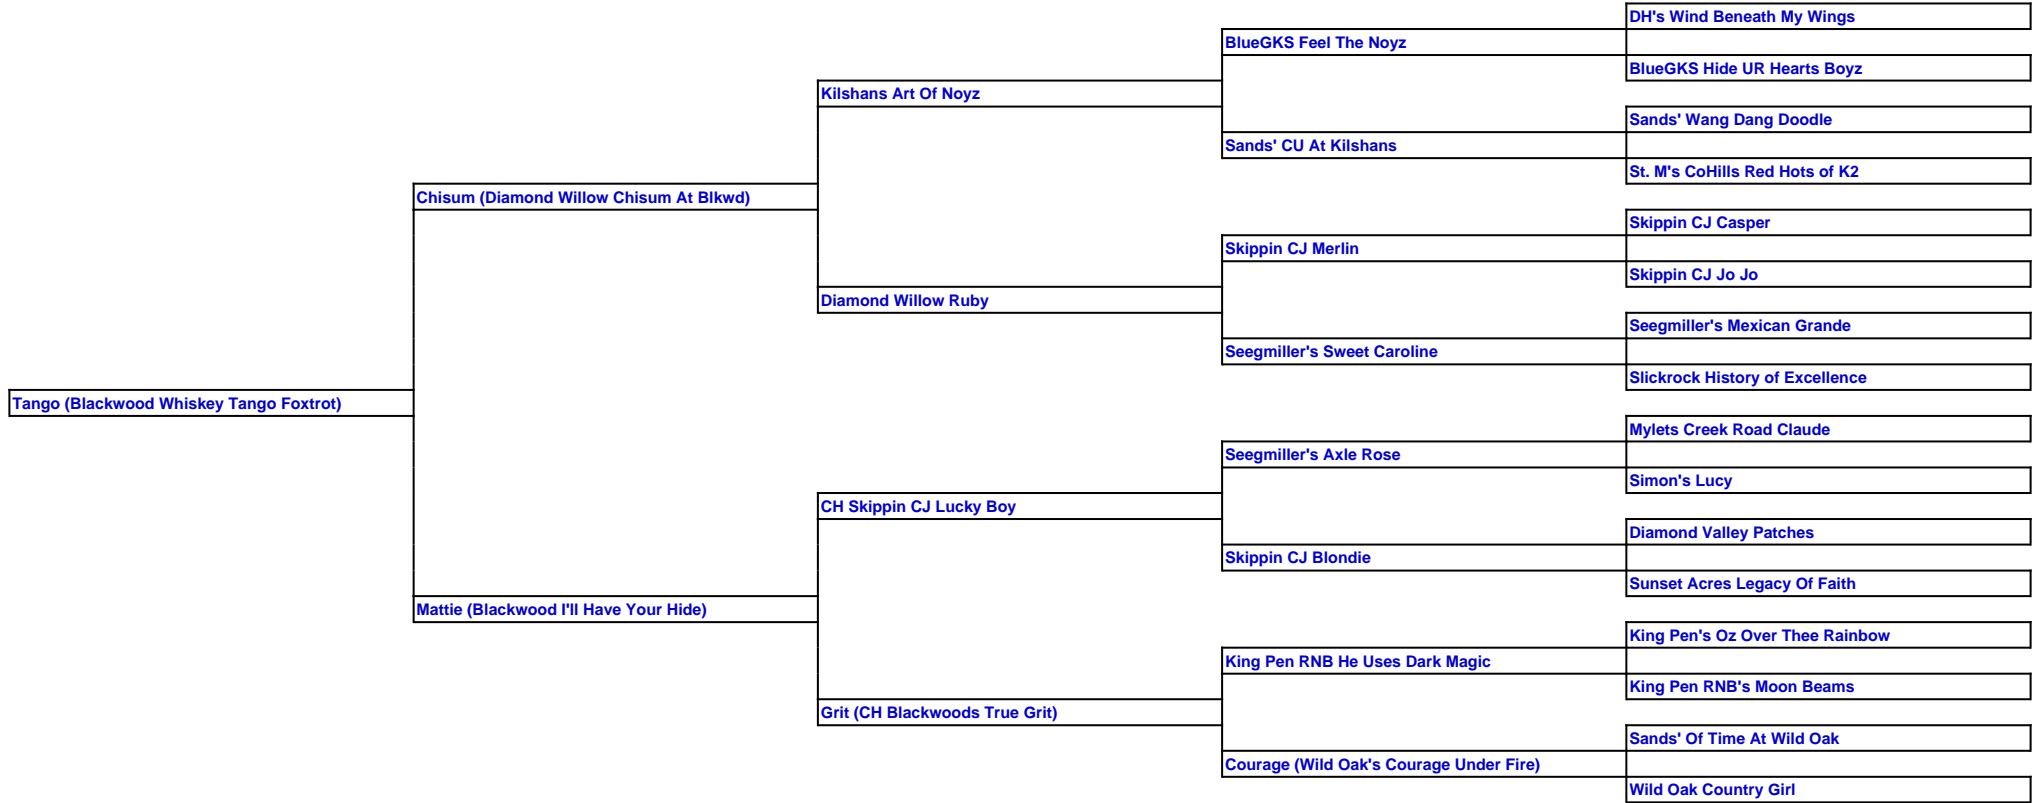 DH's Wind Beneath My Wings
BlueGKS Feel The Noyz
BlueGKS Hide UR Hearts Boyz
Kilshans Art Of Noyz
Sands' Wang Dang Doodle
Sands' CU At Kilshans
St. M's CoHills Red Hots of K2
Chisum (Diamond Willow Chisum At Blkwd)
Skippin CJ Casper
Skippin CJ Merlin
Skippin CJ Jo Jo
Diamond Willow Ruby
Seegmiller's Mexican Grande
Seegmiller's Sweet Caroline
Slickrock History of Excellence
Tango (Blackwood Whiskey Tango Foxtrot)
Mylets Creek Road Claude
Seegmiller's Axle Rose
Simon's Lucy
CH Skippin CJ Lucky Boy
Diamond Valley Patches
Skippin CJ Blondie
Sunset Acres Legacy Of Faith
Mattie (Blackwood I'll Have Your Hide)
King Pen's Oz Over Thee Rainbow
King Pen RNB He Uses Dark Magic
King Pen RNB's Moon Beams
Grit (CH Blackwoods True Grit)
Sands' Of Time At Wild Oak
Courage (Wild Oak's Courage Under Fire)
Wild Oak Country Girl